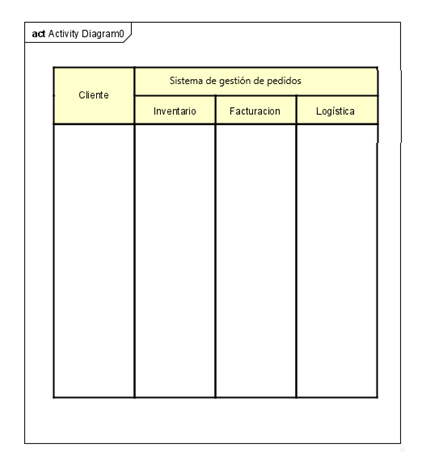 act Activity Diagram0
Cliente
Sistema de gestión de pedidos
Inventario
Facturacion
Logística